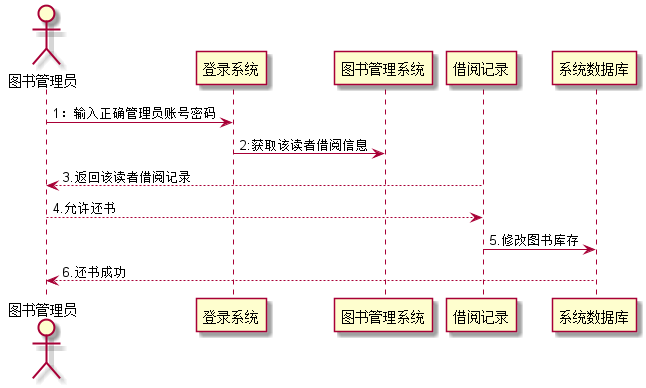 图书管理员
登录系统
图书管理系统
借阅记录
系统数据库
1：输入正确管理员账号密码
2:获取该读者借阅信息
3.返回该读者借阅记录
4.允许还书
5.修改图书库存
6.还书成功
图书管理员
登录系统
图书管理系统
借阅记录
系统数据库